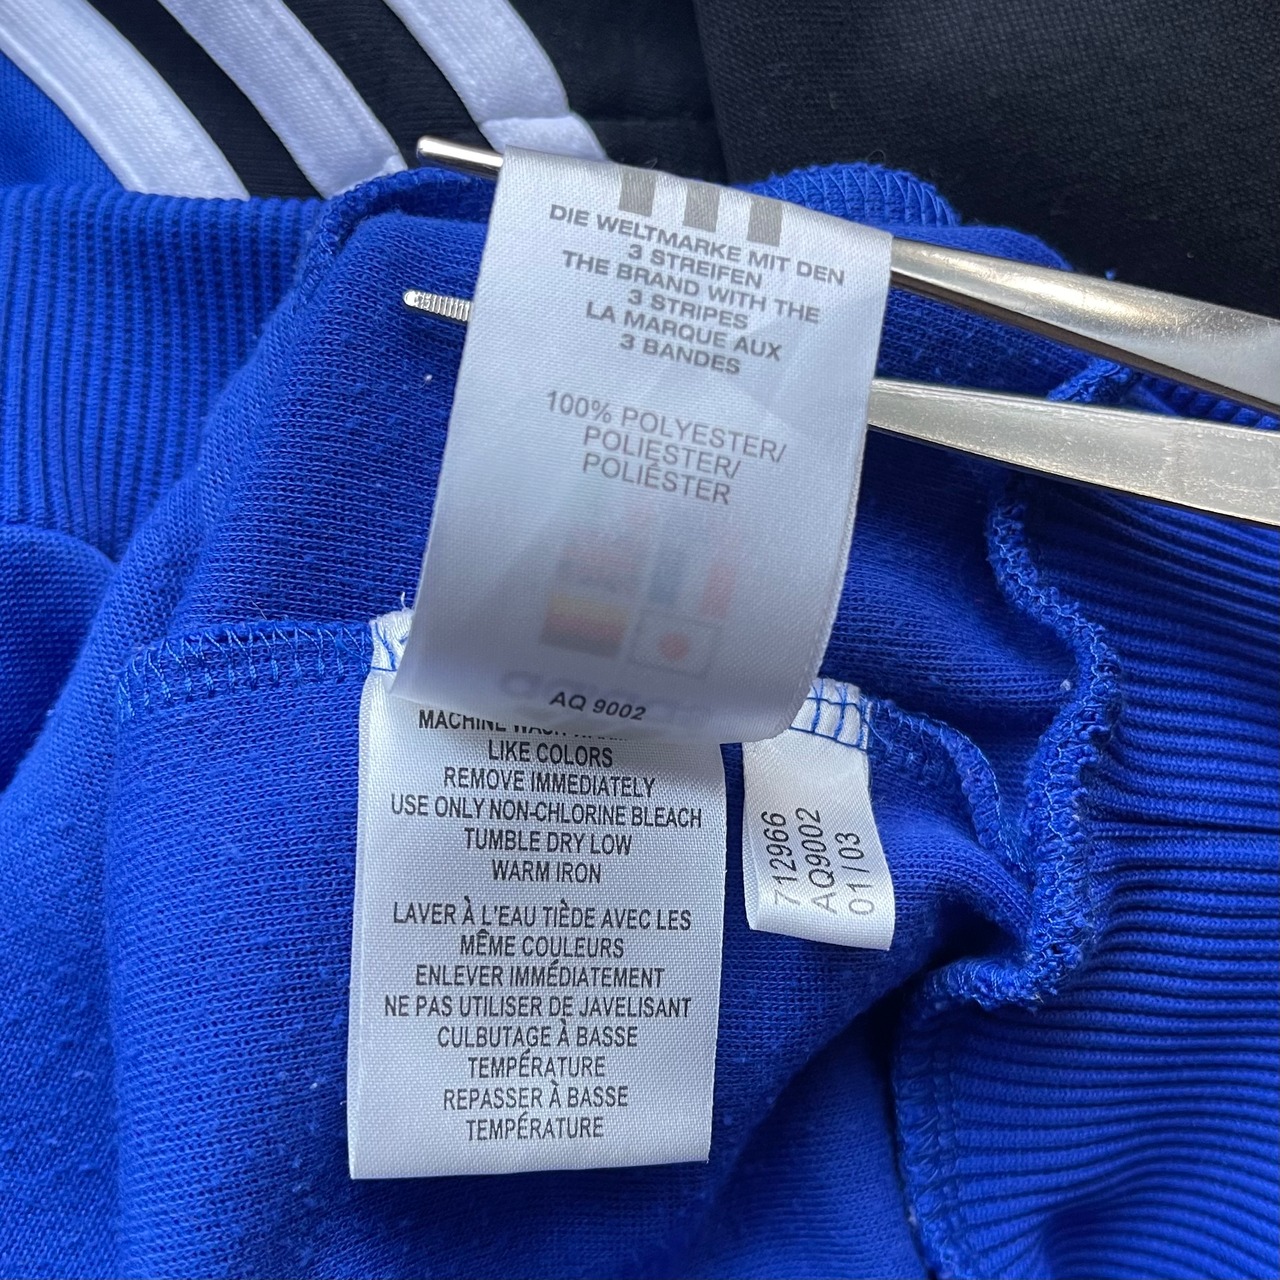 DIE WELTMARKE MIT DEN
3 STREIFEN
THE BRAND WITH THE
3 STRIPES
LA MARQUE AUX
3 BANDES
100% POLYESTER/
POLIESTER/
POLIÉSTER
AQ 9002
MACHINE WASH WARM
LIKE COLORS
REMOVE IMMEDIATELY
USE ONLY NON-CHLORINE BLEACH
TUMBLE DRY LOW
WARM IRON
LAVER À L'EAU TIÈDE AVEC LES
MÊME COULEURS
ENLEVER IMMÉDIATEMENT
NE PAS UTILISER DE JAVELISANT
CULBUTAGE À BASSE
TEMPÉRATURE
REPASSER À BASSE
TEMPÉRATURE
712966
AQ9002
01/03